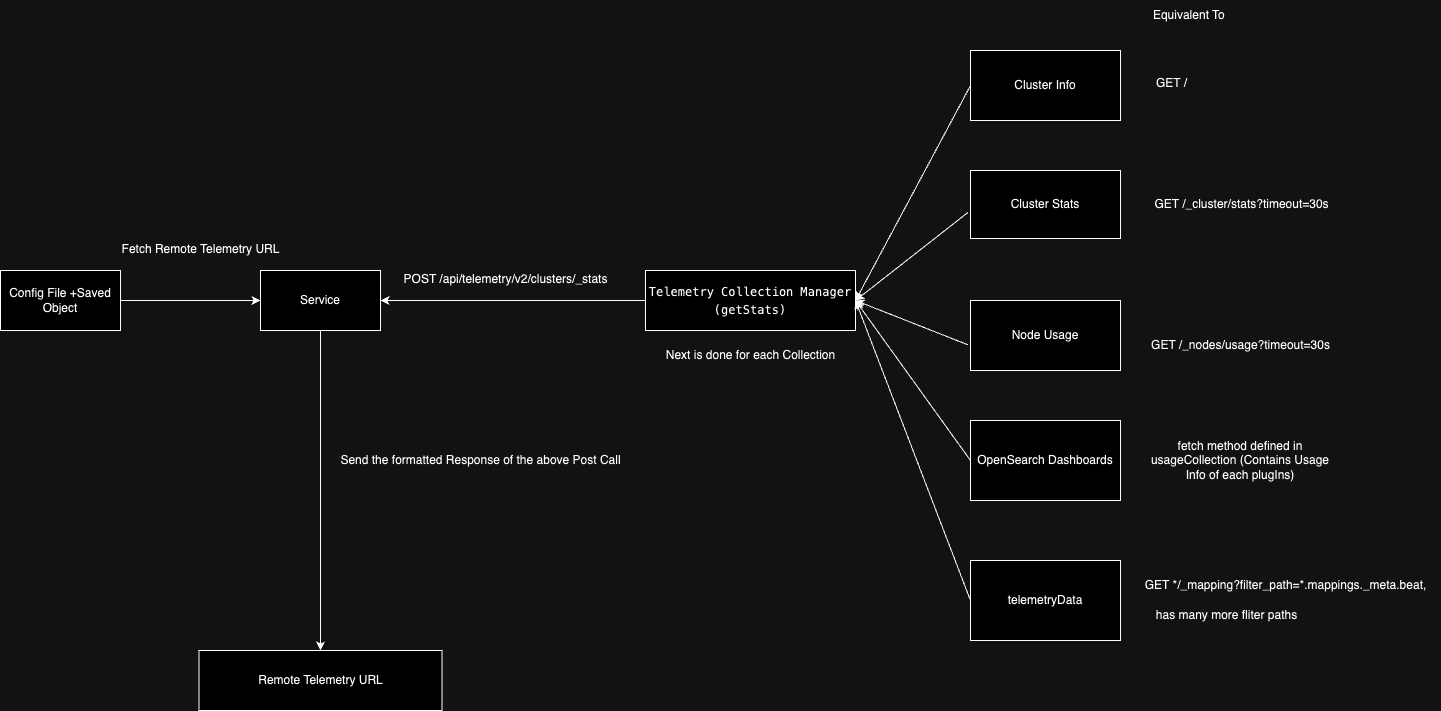 Equivalent To
Cluster Info
GET /
Cluster Stats
GET /_cluster/stats?timeout=30s
Fetch Remote Telemetry URL
Config File +Saved
Object
Service
POST /api/telemetry/v2/clusters/_stats
Telemetry Collection Manager
(getStats)
Next is done for each Collection
Node Usage
GET /_nodes/usage?timeout=30s
Send the formatted Response of the above Post Call
OpenSearch Dashboards
fetch method defined in
usageCollection (Contains Usage
Info of each plugIns)
telemetryData
GET */_mapping?filter_path=*.mappings._meta.beat,
has many more fliter paths
Remote Telemetry URL